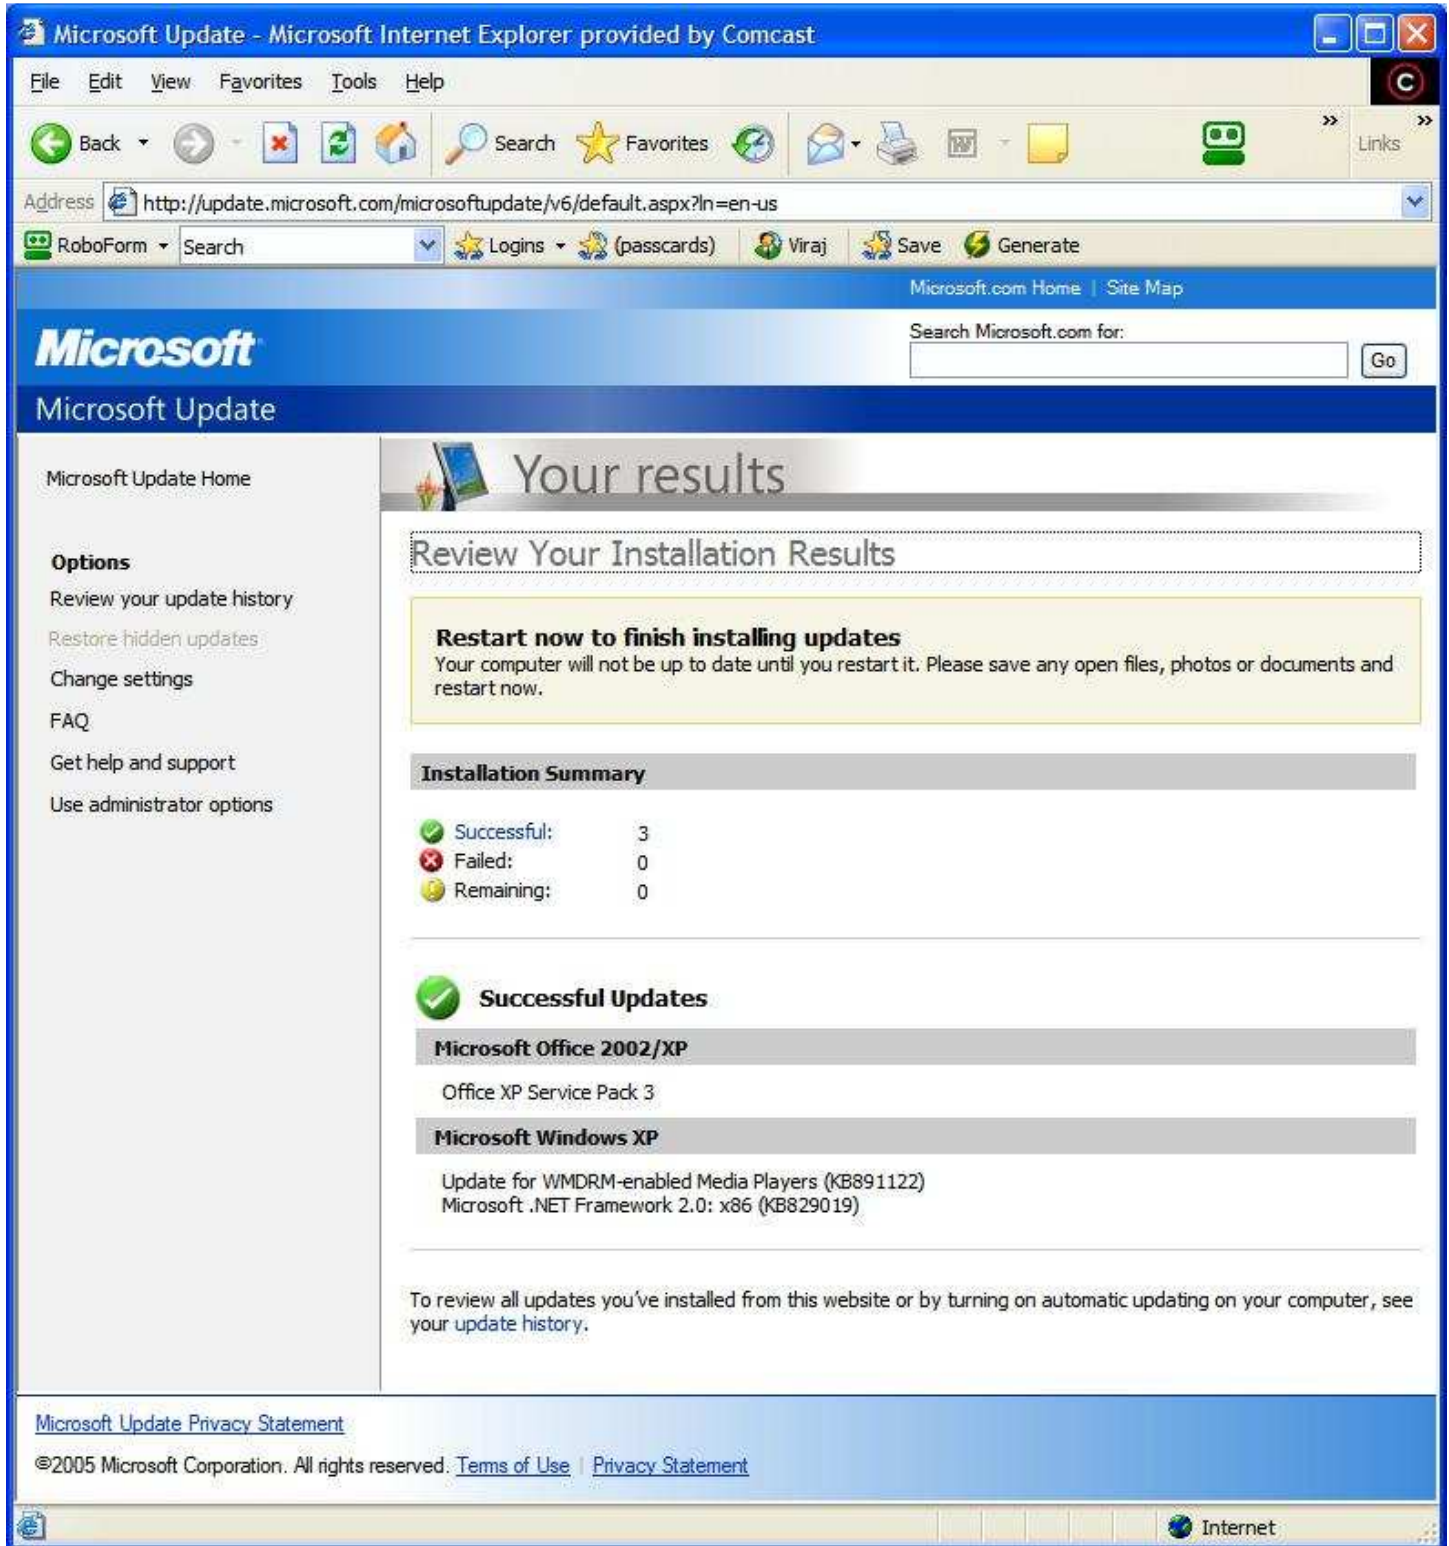 Microsoft Update - Microsoft Internet Explorer provided by Comcast
File Edit View Favorites Tools Help
Back Search Favorites Links
Address http://update.microsoft.com/microsoftupdate/v6/default.aspx?ln=en-us
RoboForm Search Logins (passcards) Viraj Save Generate
Microsoft.com Home | Site Map
Microsoft
Search Microsoft.com for:
Go
Microsoft Update
Microsoft Update Home
Options
Review your update history
Restore hidden updates
Change settings
FAQ
Get help and support
Use administrator options
Your results
Review Your Installation Results
Restart now to finish installing updates
Your computer will not be up to date until you restart it. Please save any open files, photos or documents and
restart now.
Installation Summary
Successful: 3
Failed: 0
Remaining: 0
Successful Updates
Microsoft Office 2002/XP
Office XP Service Pack 3
Microsoft Windows XP
Update for WMDRM-enabled Media Players (KB891122)
Microsoft .NET Framework 2.0: x86 (KB829019)
To review all updates you've installed from this website or by turning on automatic updating on your computer, see
your update history.
Microsoft Update Privacy Statement
©2005 Microsoft Corporation. All rights reserved. Terms of Use | Privacy Statement
Internet